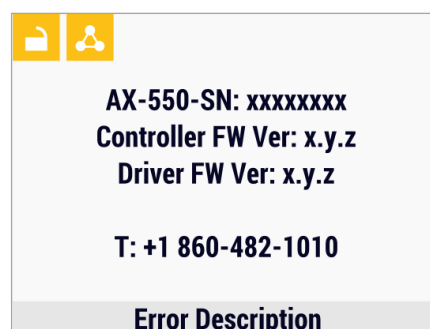 AX-550-SN: xxxxxxxx
Controller FW Ver: x.y.z
Driver FW Ver: x.y.z
T: +1 860-482-1010
Error Description